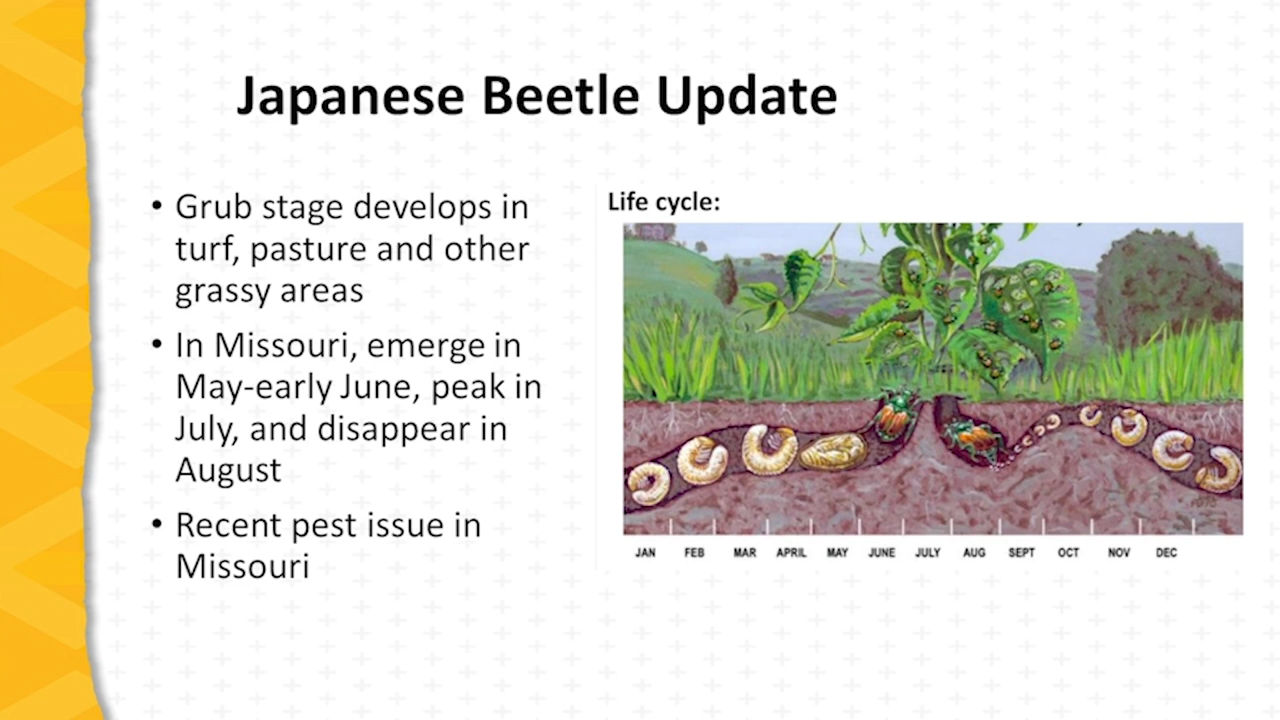 Japanese Beetle Update
• Grub stage develops in
turf, pasture and other
grassy areas
• In Missouri, emerge in
May-early June, peak in
July, and disappear in
August
• Recent pest issue in
Missouri
Life cycle:
JAN FEB MAR APRIL MAY JUNE JULY AUG SEPT OCT NOV DEC